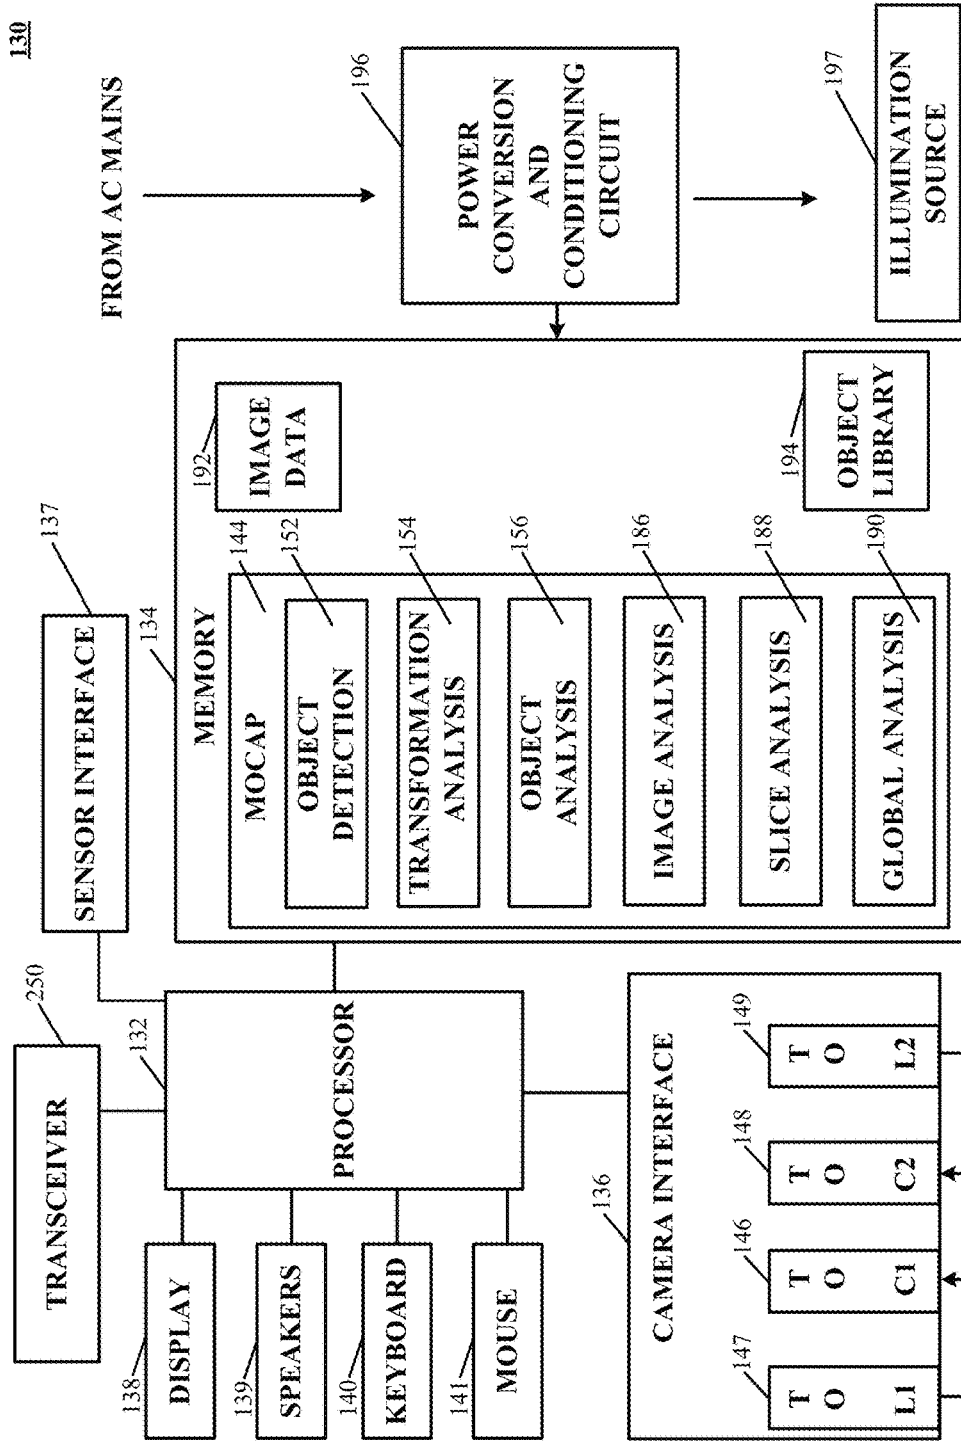 130
TRANSCEIVER
250
SENSOR INTERFACE
137
FROM AC MAINS
DISPLAY
138
SPEAKERS
139
KEYBOARD
140
MOUSE
141
PROCESSOR
132
MEMORY
134
MOCAP
144
OBJECT
DETECTION
152
TRANSFORMATION
ANALYSIS
154
OBJECT
ANALYSIS
156
IMAGE ANALYSIS
186
SLICE ANALYSIS
188
GLOBAL ANALYSIS
190
192
IMAGE
DATA
194
OBJECT
LIBRARY
POWER
CONVERSION
AND
CONDITIONING
CIRCUIT
196
ILLUMINATION
SOURCE
197
CAMERA INTERFACE
136
147
T
O
L1
146
T
O
C1
148
T
O
C2
149
T
O
L2